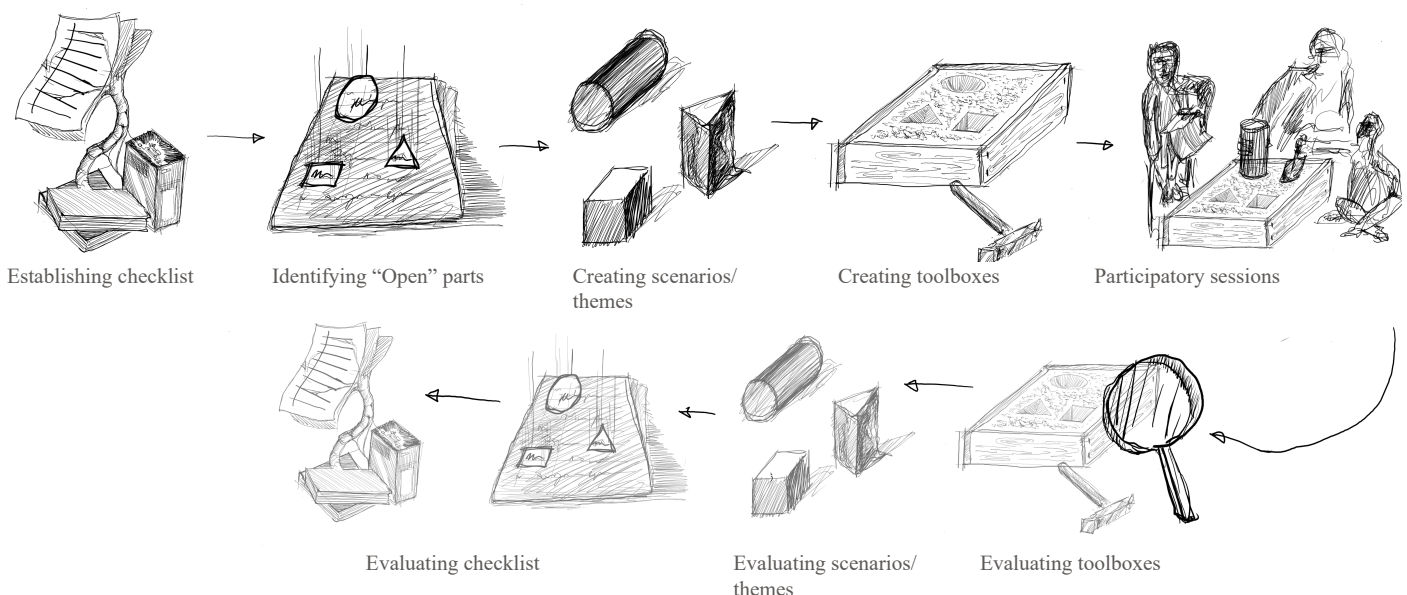 Establishing checklist
Identifying “Open” parts
Creating scenarios/
themes
Creating toolboxes
Participatory sessions
Evaluating checklist
Evaluating scenarios/
themes
Evaluating toolboxes